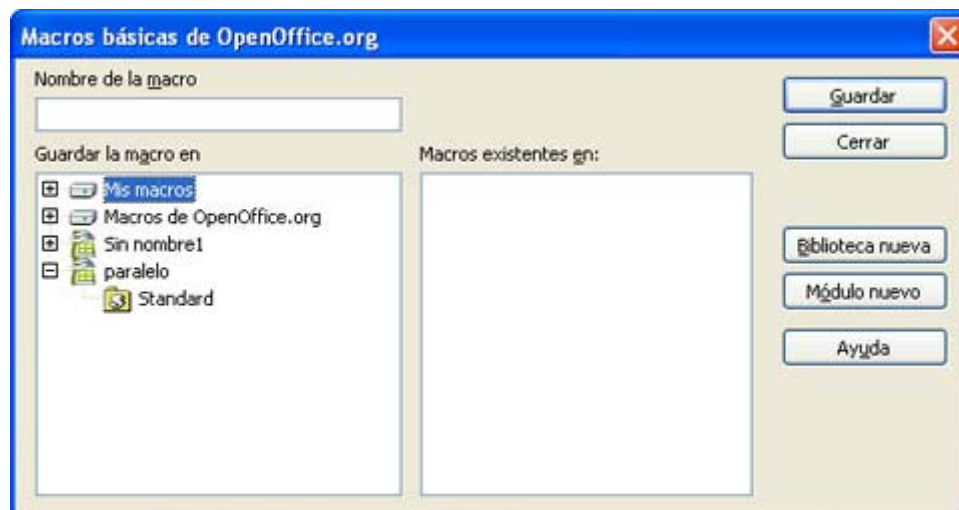 Macros básicas de OpenOffice.org
Nombre de la macro
Guardar
Cerrar
Guardar la macro en
Macros existentes en:
Mis macros
Macros de OpenOffice.org
Sin nombre1
paralelo
Standard
Biblioteca nueva
Módulo nuevo
Ayuda